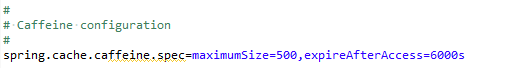 #
# Caffeine configuration
#
spring.cache.caffeine.spec=maximumSize=500,expireAfterAccess=6000s